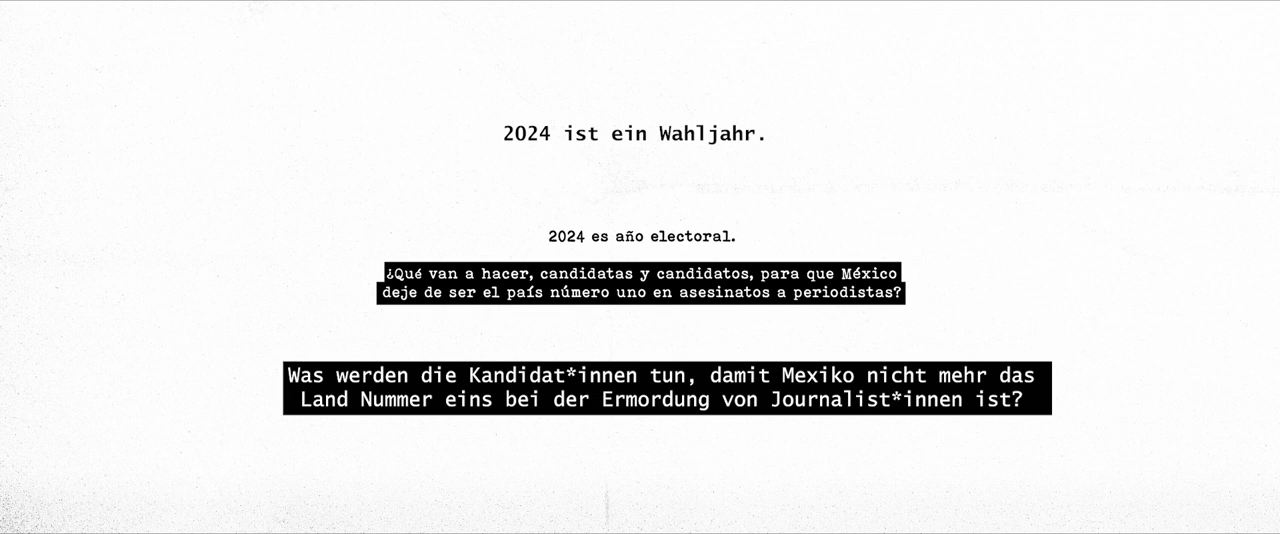 2024 ist ein Wahljahr.
2024 es año electoral.
¿Qué van a hacer, candidatas y candidatos, para que México
deje de ser el país número uno en asesinatos a periodistas?
Was werden die Kandidat*innen tun, damit Mexiko nicht mehr das
Land Nummer eins bei der Ermordung von Journalist*innen ist?